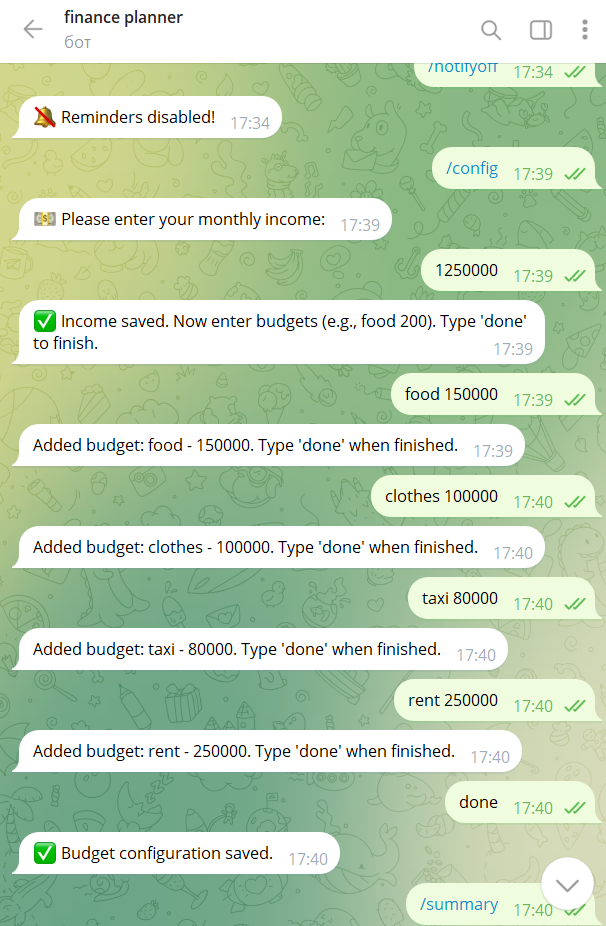 finance planner
бот
/notifyoff 17:34
Reminders disabled! 17:34
/config 17:39
Please enter your monthly income: 17:39
1250000 17:39
Income saved. Now enter budgets (e.g., food 200). Type 'done'
to finish. 17:39
food 150000 17:39
Added budget: food - 150000. Type 'done' when finished. 17:39
clothes 100000 17:40
Added budget: clothes - 100000. Type 'done' when finished. 17:40
taxi 80000 17:40
Added budget: taxi - 80000. Type 'done' when finished. 17:40
rent 250000 17:40
Added budget: rent - 250000. Type 'done' when finished. 17:40
done 17:40
Budget configuration saved. 17:40
/summary 17:40